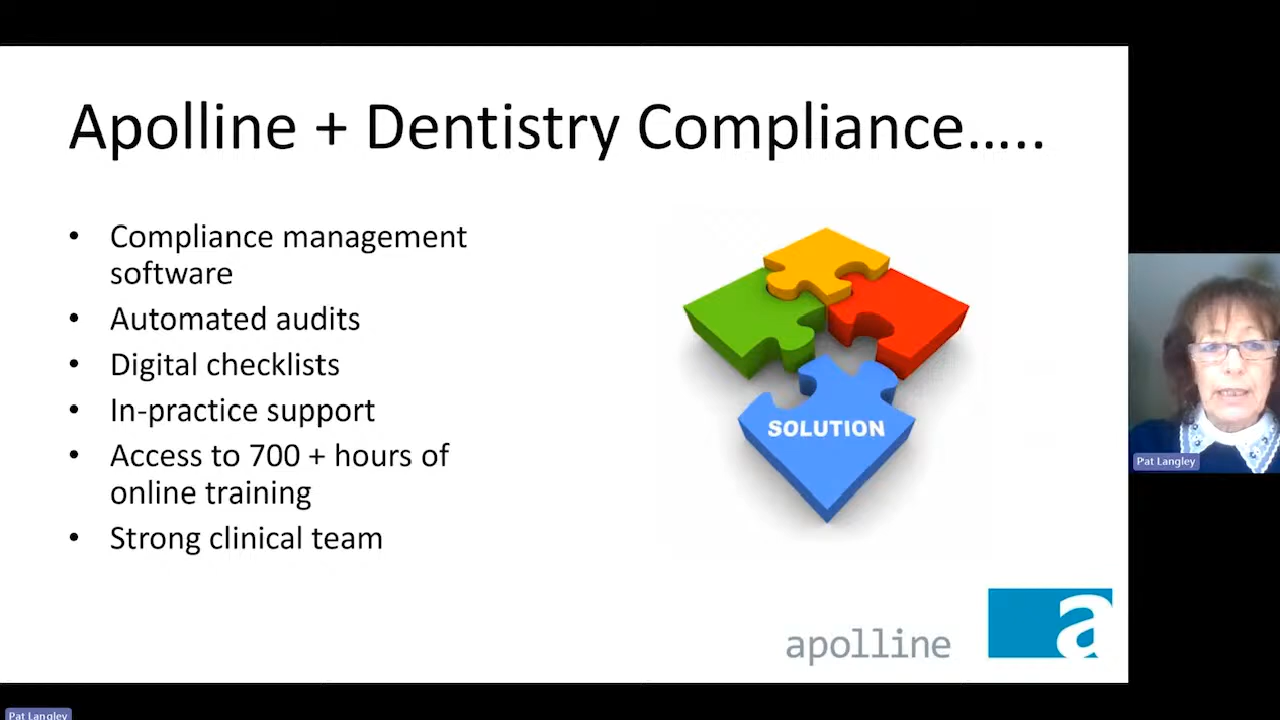 Apolline + Dentistry Compliance…..
• Compliance management
software
• Automated audits
• Digital checklists
• In-practice support
• Access to 700 + hours of
online training
• Strong clinical team
SOLUTION
apolline
a
Pat Langley
Pat Langley